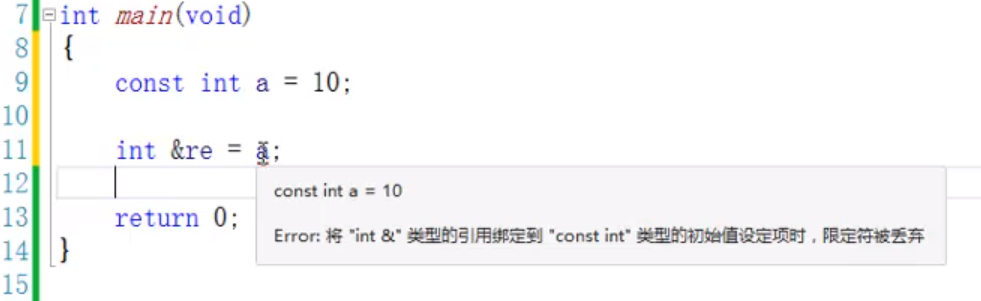 7 int main(void)
8 {
9 const int a = 10;
10
11 int &re = a;
12
const int a = 10
13 return 0;
Error: 将 "int &" 类型的引用绑定到 "const int" 类型的初始值设定项时，限定符被丢弃
14 }
15